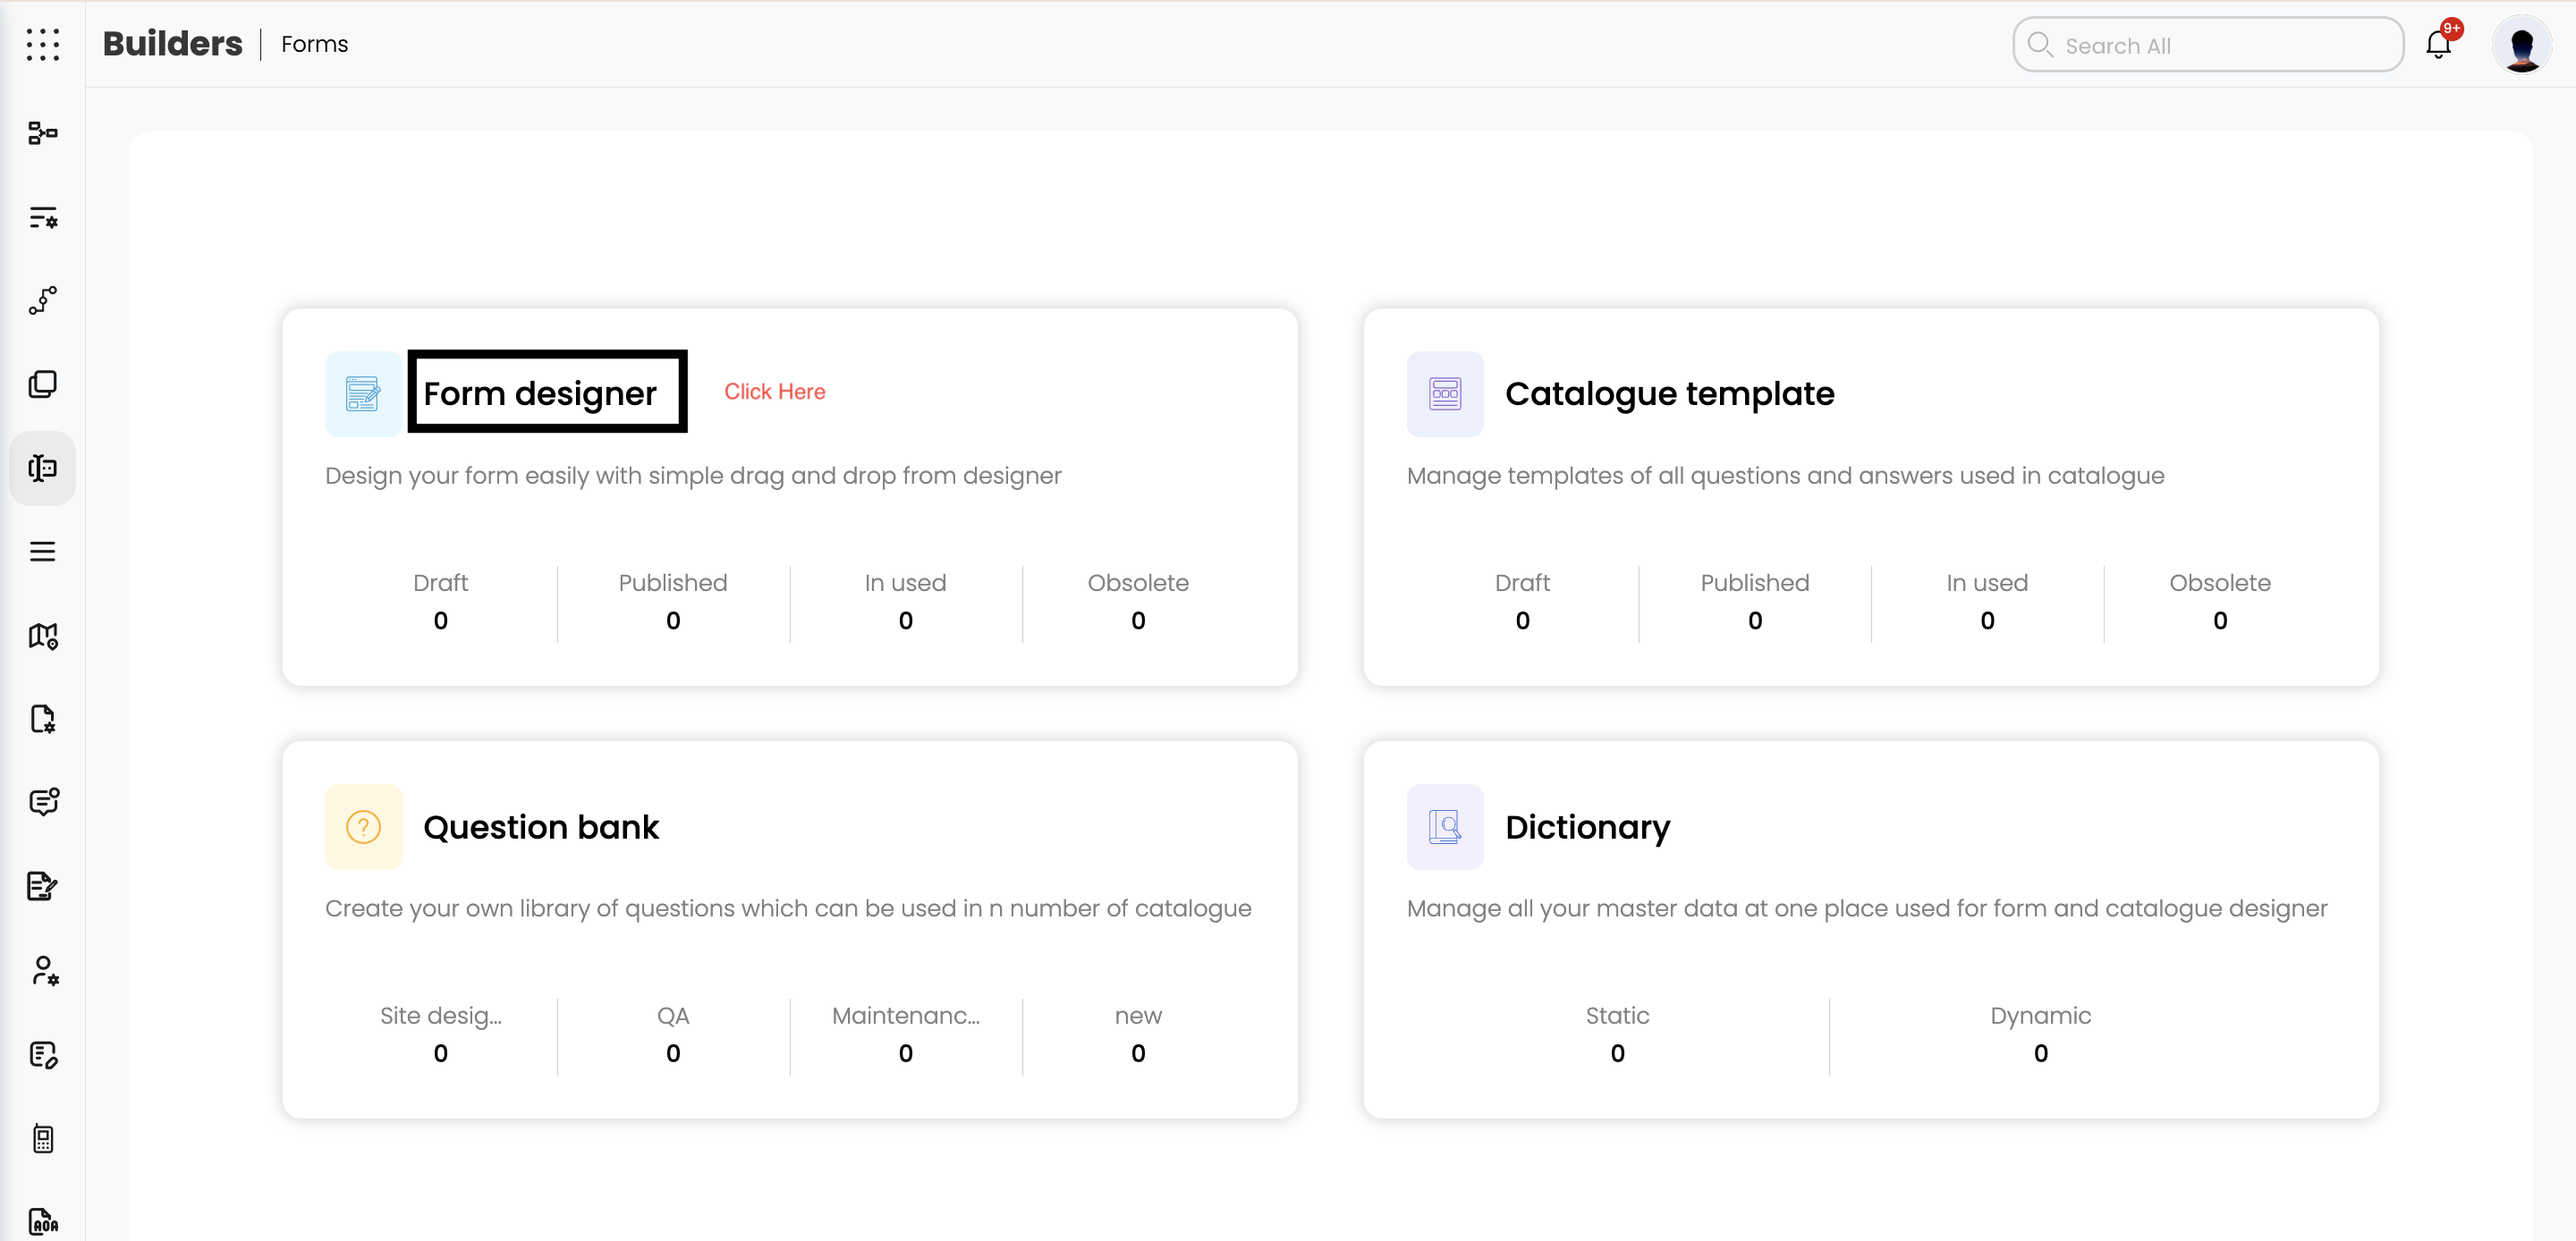 Builders | Forms
Search All
9+
Form designer
Click Here
Design your form easily with simple drag and drop from designer
Draft Published In used Obsolete
0 0 0 0
Catalogue template
Manage templates of all questions and answers used in catalogue
Draft Published In used Obsolete
0 0 0 0
Question bank
Create your own library of questions which can be used in n number of catalogue
Site desig... QA Maintenanc... new
0 0 0 0
Dictionary
Manage all your master data at one place used for form and catalogue designer
Static Dynamic
0 0
AOA